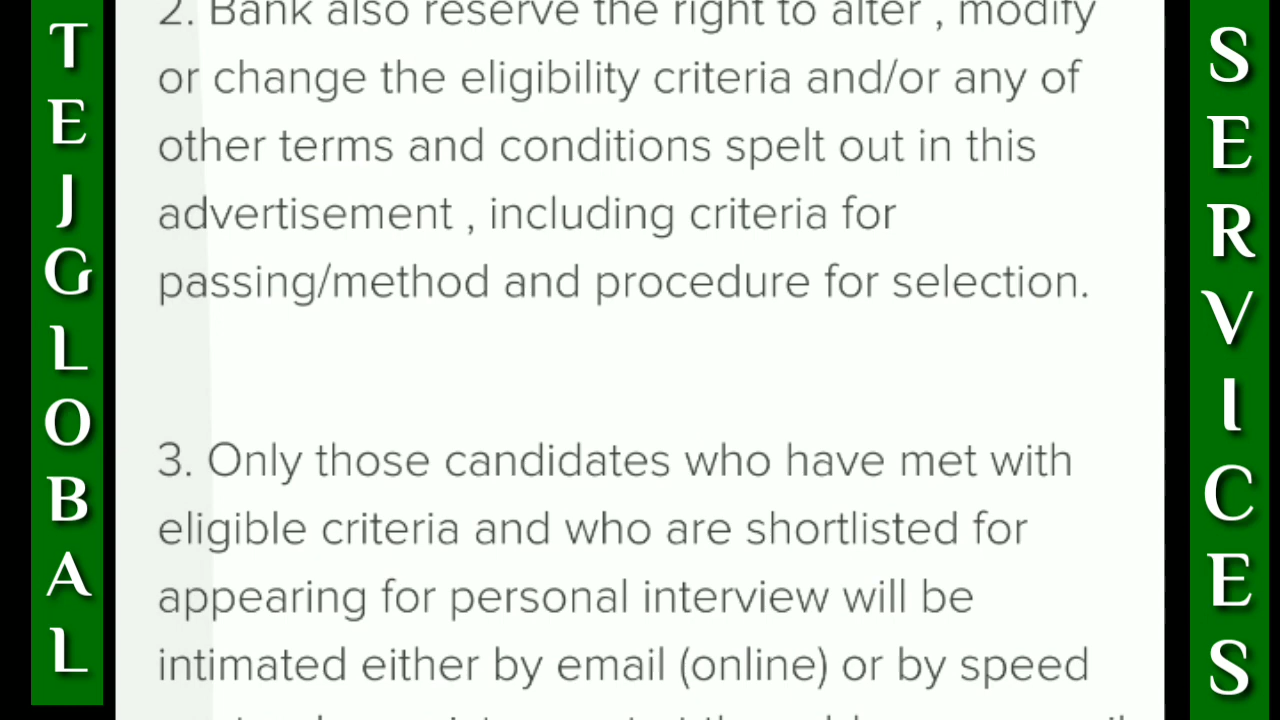 TEJGLOBAL
2. Bank also reserve the right to alter , modify
or change the eligibility criteria and/or any of
other terms and conditions spelt out in this
advertisement , including criteria for
passing/method and procedure for selection.
3. Only those candidates who have met with
eligible criteria and who are shortlisted for
appearing for personal interview will be
intimated either by email (online) or by speed
SERVICES